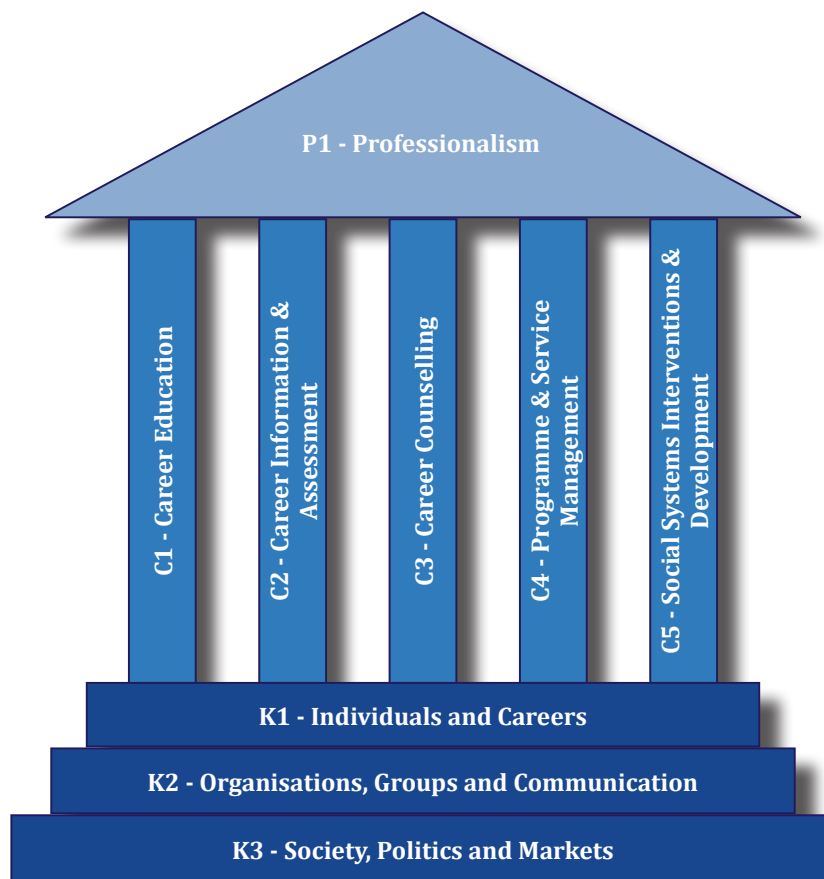 P1 - Professionalism
C1 - Career Education
C2 - Career Information &
Assessment
C3 - Career Counselling
C4 - Programme & Service
Management
C5 - Social Systems Interventions &
Development
K1 - Individuals and Careers
K2 - Organisations, Groups and Communication
K3 - Society, Politics and Markets